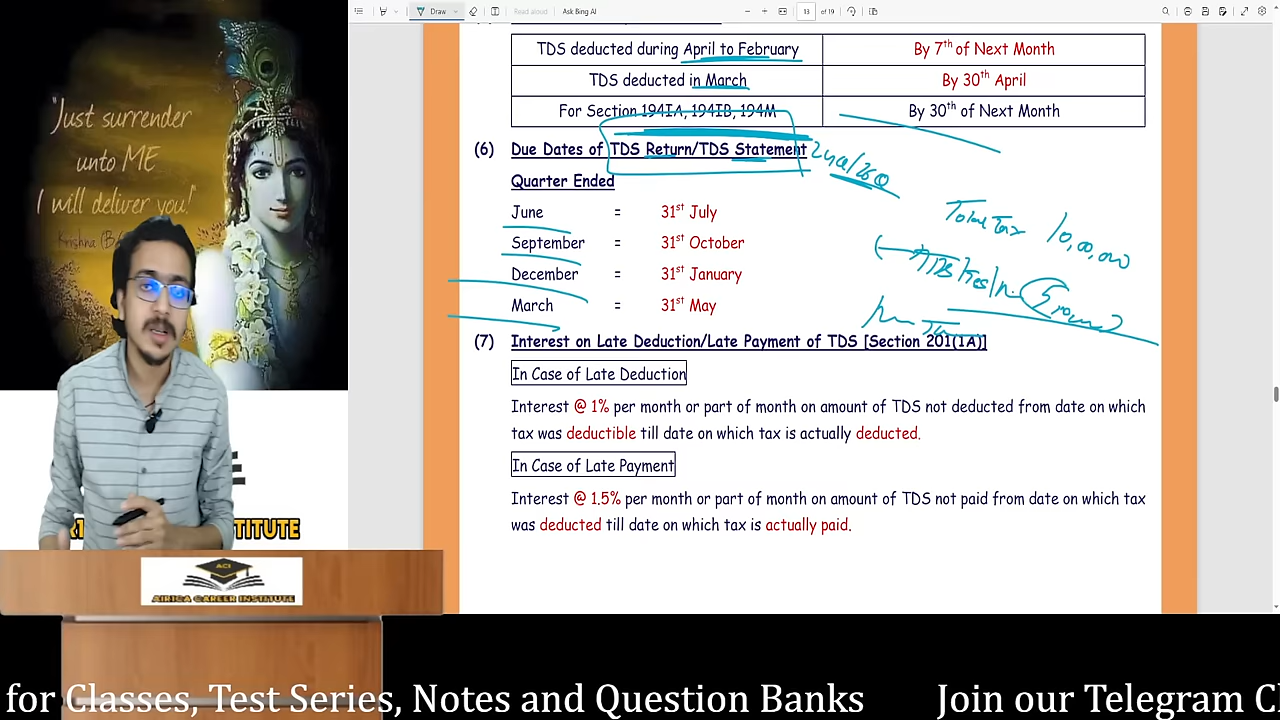 Draw
Read aloud
Ask Bing AI
13
of 19
TDS deducted during April to February
By 7th of Next Month
TDS deducted in March
By 30th April
For Section 194IA, 194IB, 194M
By 30th of Next Month
(6) Due Dates of TDS Return/TDS Statement
24Q/26Q
Quarter Ended
June = 31st July
September = 31st October
December = 31st January
March = 31st May
Total Tax 10,00,000
(7) Interest on Late Deduction/Late Payment of TDS [Section 201(1A)]
In Case of Late Deduction
Interest @ 1% per month or part of month on amount of TDS not deducted from date on which
tax was deductible till date on which tax is actually deducted.
In Case of Late Payment
Interest @ 1.5% per month or part of month on amount of TDS not paid from date on which tax
was deducted till date on which tax is actually paid.
"Just surrender
unto ME
I will deliver you!"
ACI
AIRICA CAREER INSTITUTE
for Classes, Test Series, Notes and Question Banks
Join our Telegram